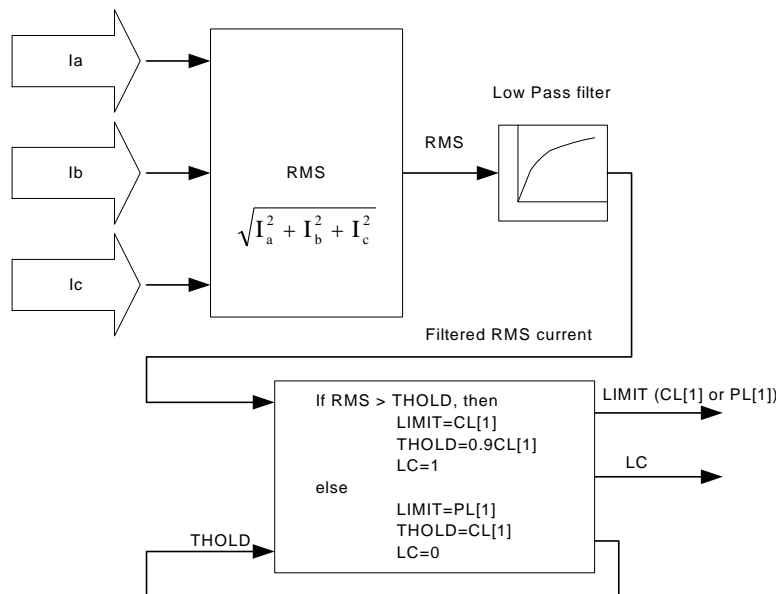 Ia
Low Pass filter
RMS
Ib
RMS
√I_a^2 + I_b^2 + I_c^2
Ic
Filtered RMS current
If RMS > THOLD, then
LIMIT=CL[1]
THOLD=0.9CL[1]
LC=1
else
LIMIT=PL[1]
THOLD=CL[1]
LC=0
LIMIT (CL[1] or PL[1])
LC
THOLD